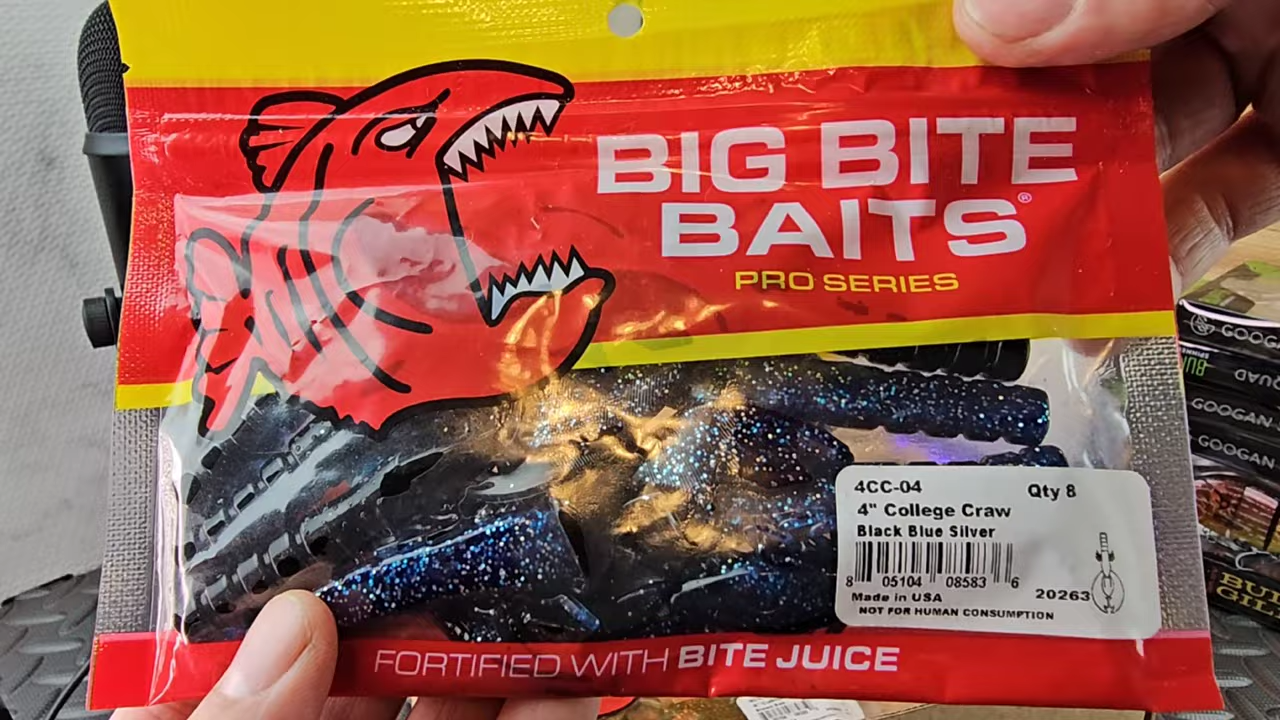 BIG BITE
BAITS®
PRO SERIES
4CC-04 Qty 8
4" College Craw
Black Blue Silver
8 05104 08583 6
Made in USA 20263
NOT FOR HUMAN CONSUMPTION
FORTIFIED WITH BITE JUICE
GOOGAN
GOOGAN
GOOGAN